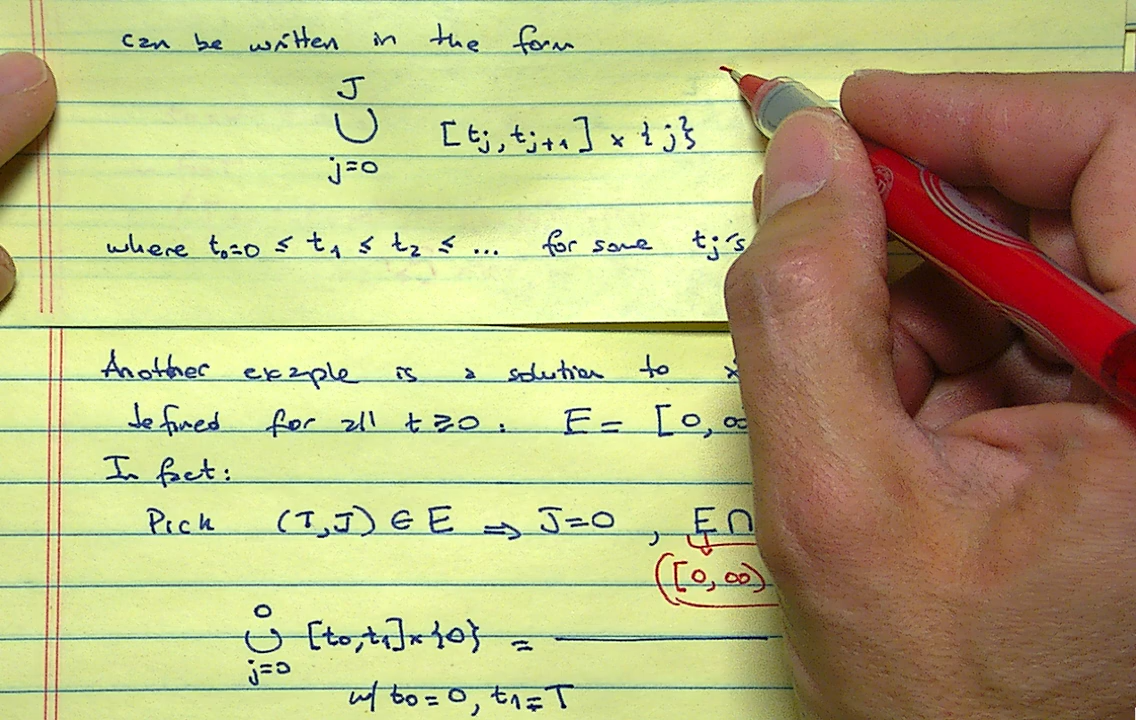 can be written in the form
J
∪ [tj, tj+1] × {j}
j=0
where t0=0 ≤ t1 ≤ t2 ≤ ... for some tj's
Another example is a solution to
defined for all t ≥ 0 : E = [0, ∞
In fact:
Pick (T,J) ∈ E ⇒ J=0 , E∩
([0, ∞)
0
∪ [t0,t1]×{0} =
j=0
w/ t0=0, t1=T